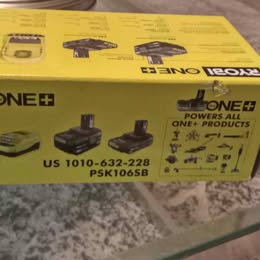 RYOBI ONE+
ONE+
ONE+
POWERS ALL
ONE+ PRODUCTS
US 1010-632-228
PSK106SB